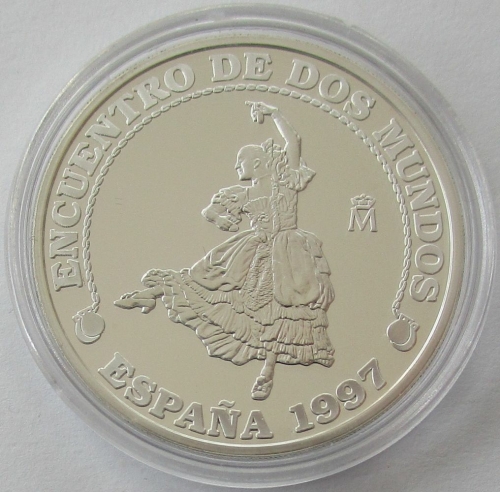 ENCUENTRO DE DOS MUNDOS
M
ESPAÑA 1997